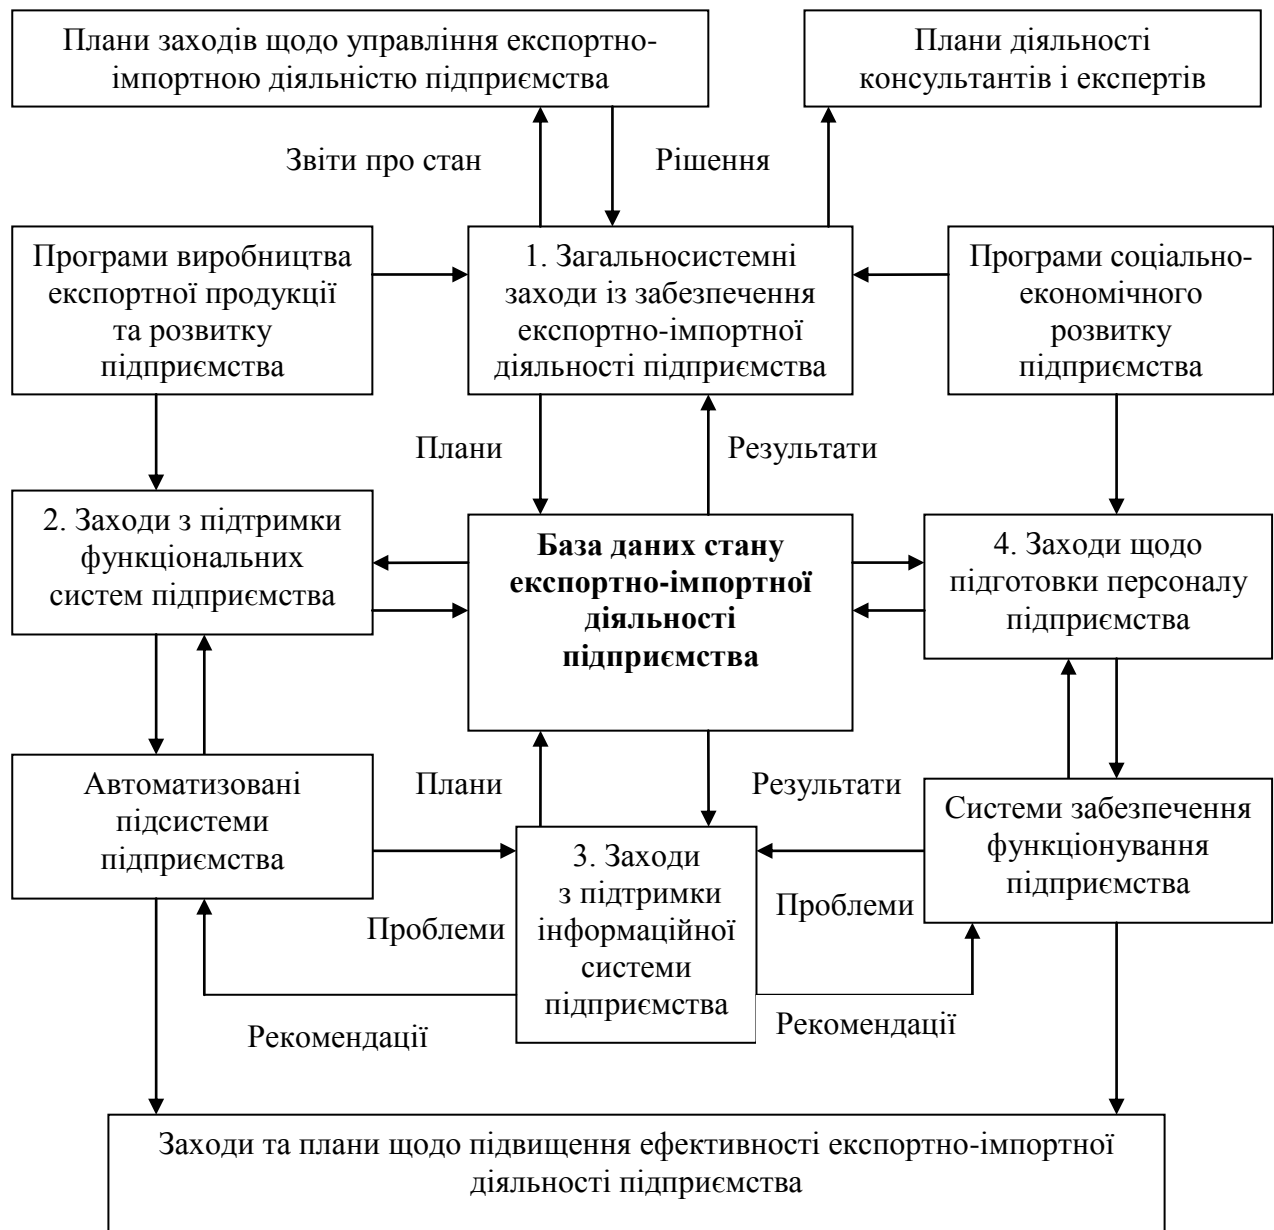 Плани заходів щодо управління експортно-
імпортною діяльністю підприємства
Плани діяльності
консультантів і експертів
Звіти про стан
Рішення
Програми виробництва
експортної продукції
та розвитку
підприємства
1. Загальносистемні
заходи із забезпечення
експортно-імпортної
діяльності підприємства
Програми соціально-
економічного
розвитку
підприємства
Плани
Результати
2. Заходи з підтримки
функціональних
систем підприємства
База даних стану
експортно-імпортної
діяльності
підприємства
4. Заходи щодо
підготовки персоналу
підприємства
Автоматизовані
підсистеми
підприємства
Плани
Результати
Системи забезпечення
функціонування
підприємства
3. Заходи
з підтримки
інформаційної
системи
підприємства
Проблеми
Проблеми
Рекомендації
Рекомендації
Заходи та плани щодо підвищення ефективності експортно-імпортної
діяльності підприємства